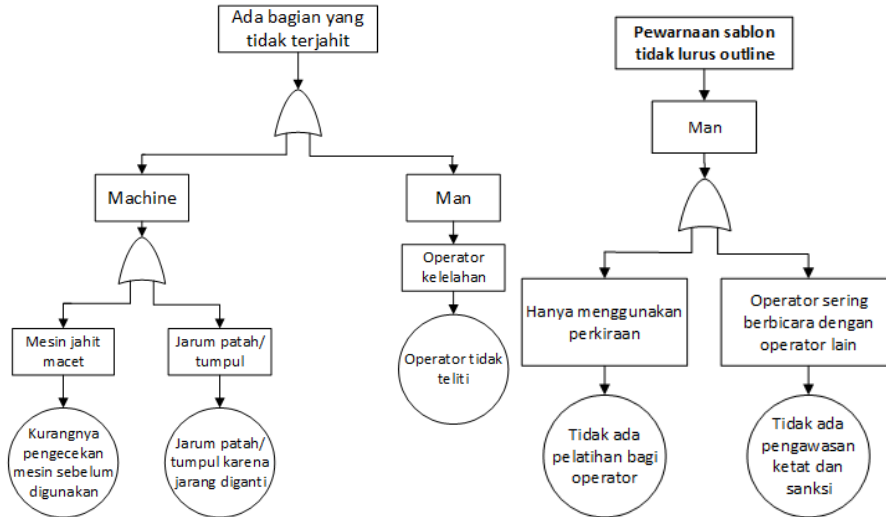 Ada bagian yang
tidak terjahit
Machine
Man
Operator
kelelahan
Mesin jahit
macet
Jarum patah/
tumpul
Operator tidak
teliti
Kurangnya
pengecekan
mesin sebelum
digunakan
Jarum patah/
tumpul karena
jarang diganti
Pewarnaan sablon
tidak lurus outline
Man
Hanya menggunakan
perkiraan
Operator sering
berbicara dengan
operator lain
Tidak ada
pelatihan bagi
operator
Tidak ada
pengawasan
ketat dan
sanksi